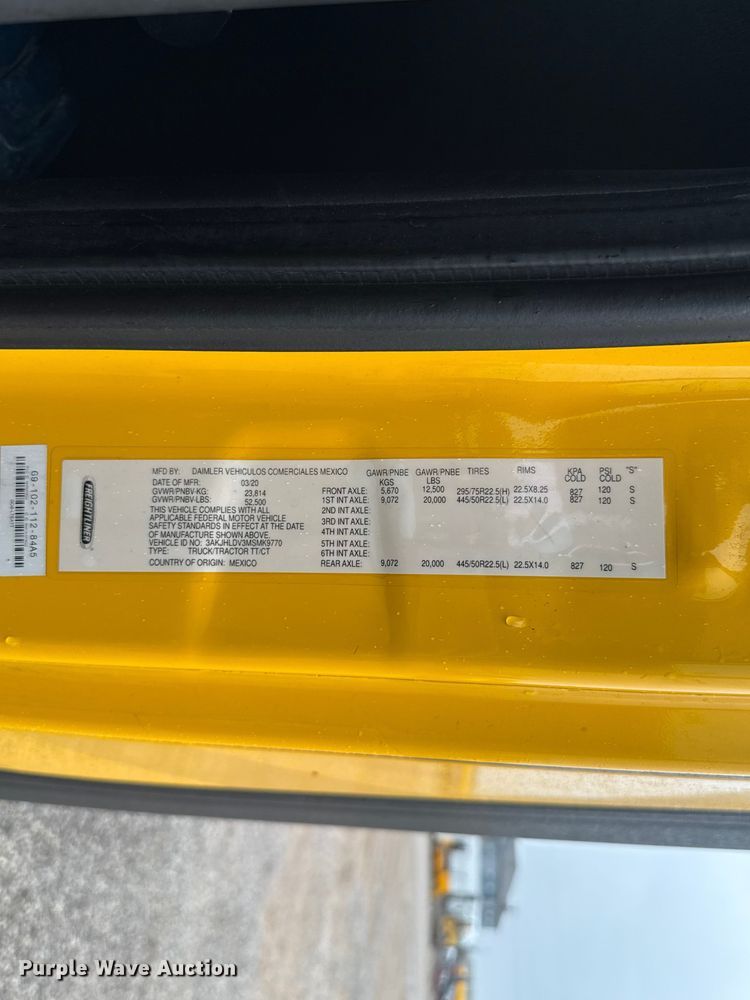 G9-102-112-84A5
FREIGHTLINER
MFD BY: DAIMLER VEHICULOS COMERCIALES MEXICO
DATE OF MFR: 03/20
GVWR/PNBV-KG: 23,814
GVWR/PNBV-LBS: 52,500
THIS VEHICLE COMPLIES WITH ALL
APPLICABLE FEDERAL MOTOR VEHICLE
SAFETY STANDARDS IN EFFECT AT THE DATE
OF MANUFACTURE SHOWN ABOVE.
VEHICLE ID NO: 3AKJHLDV3MSMK9770
TYPE: TRUCK/TRACTOR TT/CT
COUNTRY OF ORIGIN: MEXICO
GAWR/PNBE KGS GAWR/PNBE LBS TIRES RIMS KPA COLD PSI COLD "S"
FRONT AXLE: 5,670 12,500 295/75R22.5(H) 22.5X8.25 827 120 S
1ST INT AXLE: 9,072 20,000 445/50R22.5(L) 22.5X14.0 827 120 S
2ND INT AXLE:
3RD INT AXLE:
4TH INT AXLE:
5TH INT AXLE:
6TH INT AXLE:
REAR AXLE: 9,072 20,000 445/50R22.5(L) 22.5X14.0 827 120 S
Purple Wave Auction